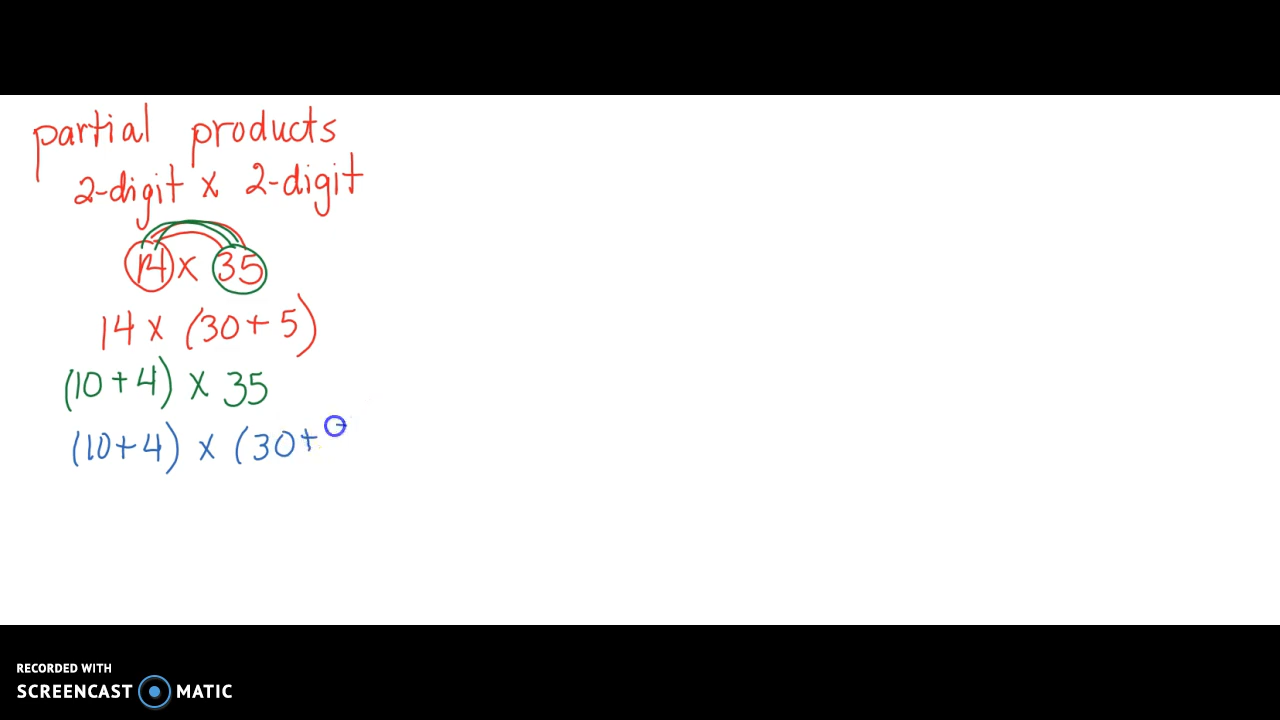 partial products
2-digit x 2-digit
14 x 35
14 x (30 + 5)
(10 + 4) x 35
(10 + 4) x (30 +
RECORDED WITH
SCREENCAST MATIC